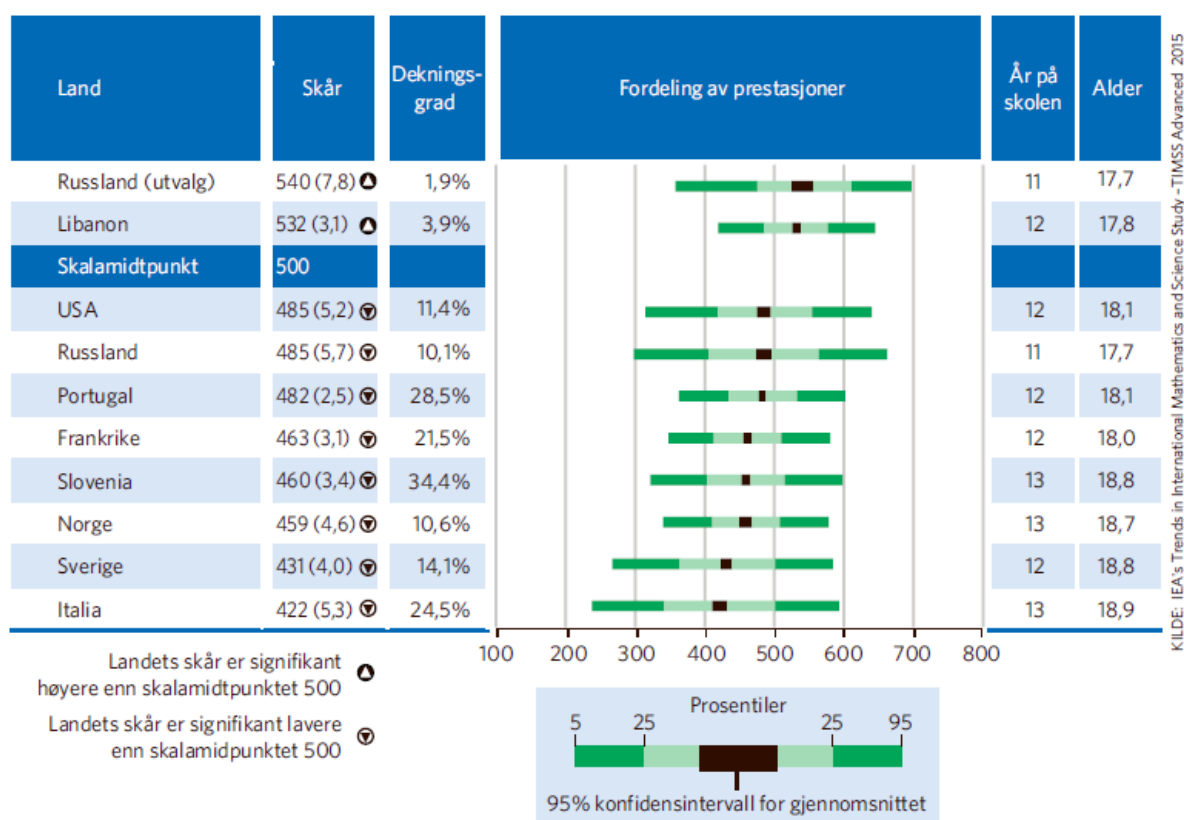 Land Skår Deknings-grad Fordeling av prestasjoner År på skolen Alder
Russland (utvalg) 540 (7,8) 1,9% 11 17,7
Libanon 532 (3,1) 3,9% 12 17,8
Skalamidtpunkt 500
USA 485 (5,2) 11,4% 12 18,1
Russland 485 (5,7) 10,1% 11 17,7
Portugal 482 (2,5) 28,5% 12 18,1
Frankrike 463 (3,1) 21,5% 12 18,0
Slovenia 460 (3,4) 34,4% 13 18,8
Norge 459 (4,6) 10,6% 13 18,7
Sverige 431 (4,0) 14,1% 12 18,8
Italia 422 (5,3) 24,5% 13 18,9
100 200 300 400 500 600 700 800
Landets skår er signifikant
høyere enn skalamidtpunktet 500
Landets skår er signifikant lavere
enn skalamidpunktet 500
Prosentiler
5 25 25 95
95% konfidensintervall for gjennomsnittet
KILDE: IEA's Trends in International Mathematics and Science Study - TIMSS Advanced 2015